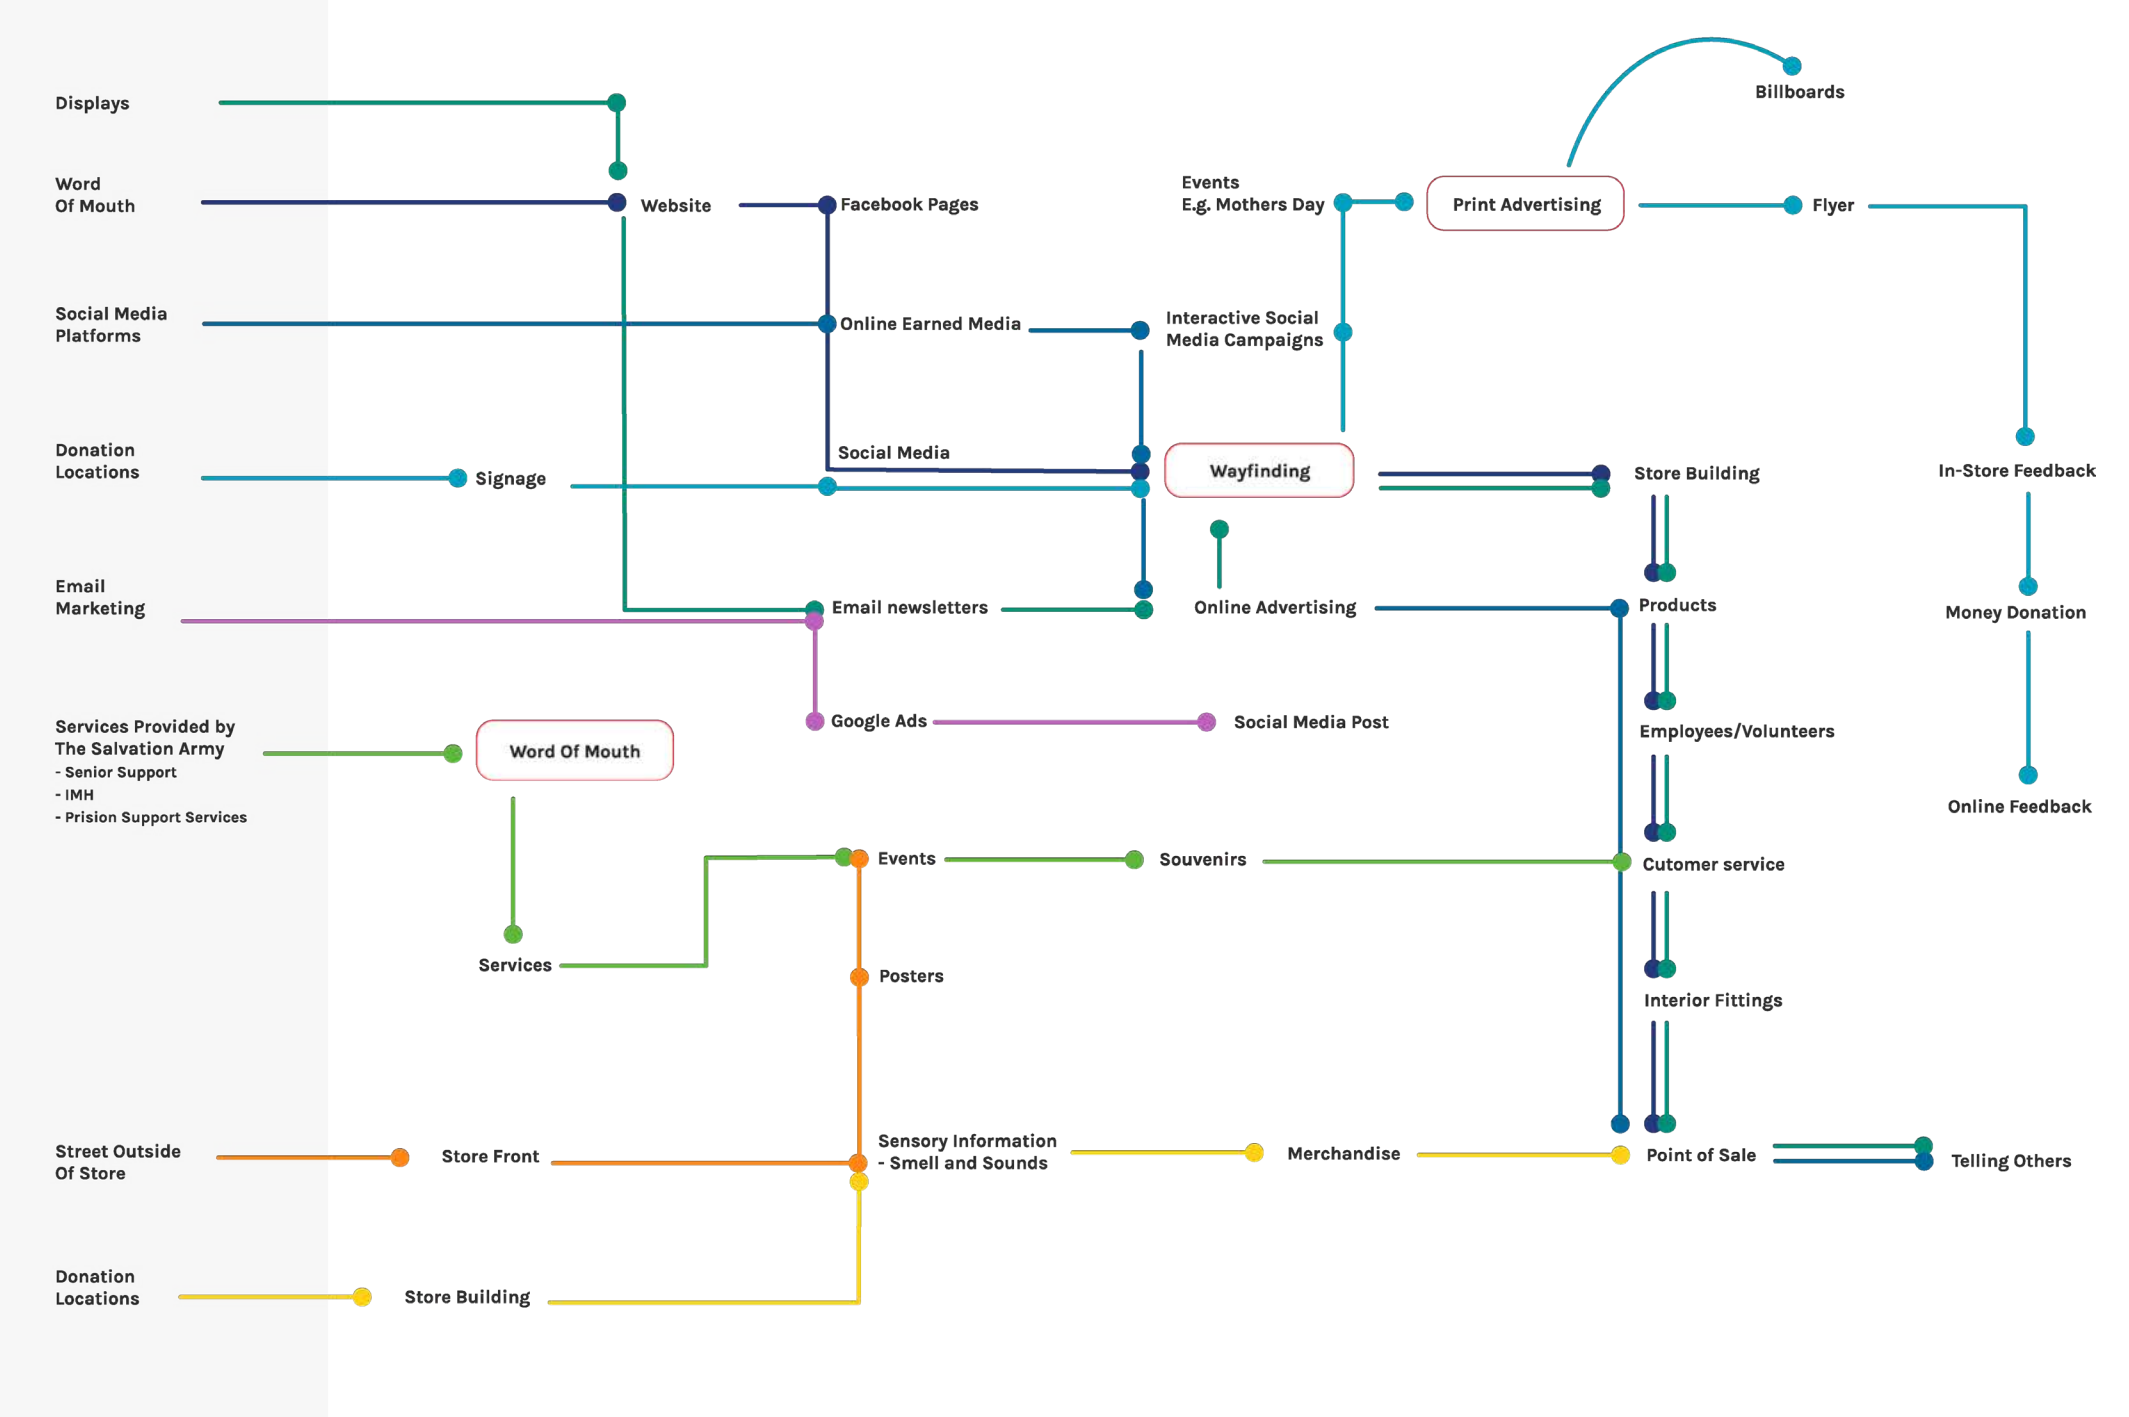 Billboards
Displays
Word
Of Mouth
Website
Facebook Pages
Events
E.g. Mothers Day
Print Advertising
Flyer
Social Media
Platforms
Online Earned Media
Interactive Social
Media Campaigns
Donation
Locations
Signage
Social Media
Wayfinding
Store Building
In-Store Feedback
Email
Marketing
Email newsletters
Online Advertising
Products
Money Donation
Services Provided by
The Salvation Army
- Senior Support
- IMH
- Prision Support Services
Word Of Mouth
Google Ads
Social Media Post
Employees/Volunteers
Online Feedback
Events
Souvenirs
Cutomer service
Services
Posters
Interior Fittings
Street Outside
Of Store
Store Front
Sensory Information
- Smell and Sounds
Merchandise
Point of Sale
Telling Others
Donation
Locations
Store Building